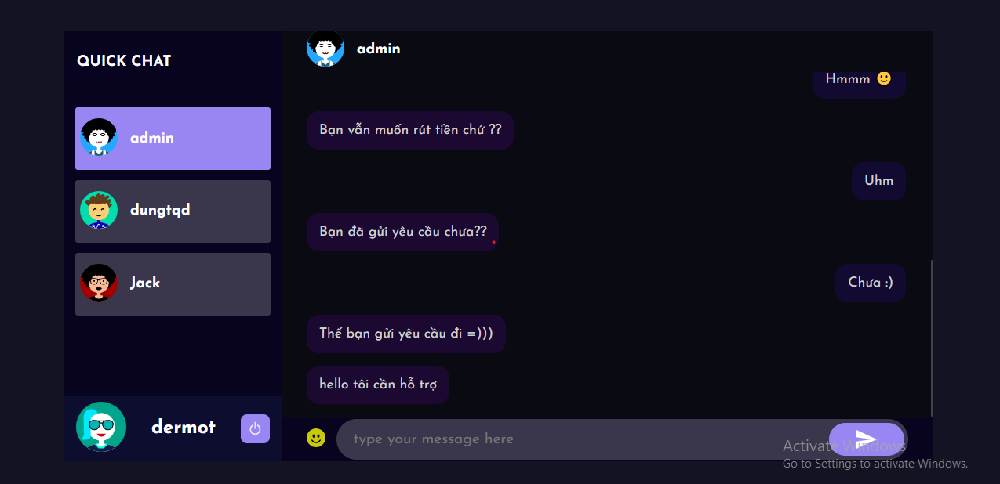 QUICK CHAT
admin
dungtqd
Jack
dermot
admin
Hmmm 🙂
Bạn vẫn muốn rút tiền chứ ??
Uhm
Bạn đã gửi yêu cầu chưa??
Chưa :)
Thế bạn gửi yêu cầu đi =)))
hello tôi cần hỗ trợ
type your message here
Activate Windows
Go to Settings to activate Windows.